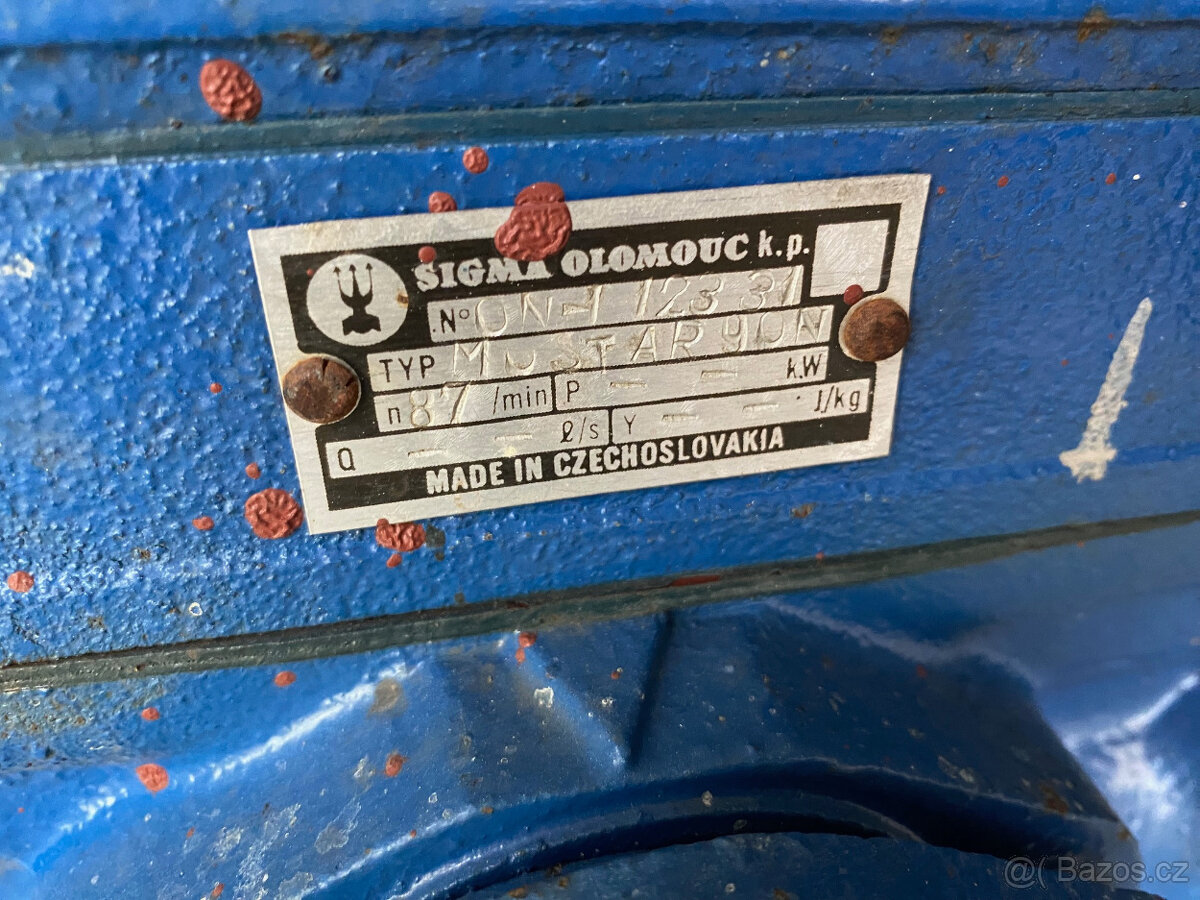 SIGMA OLOMOUC k.p.
No ON-1 123 31
TYP MUSTAR 90N
n 87 /min P - - kW
Q - - ℓ/s Y - - J/kg
MADE IN CZECHOSLOVAKIA
@( Bazos.cz